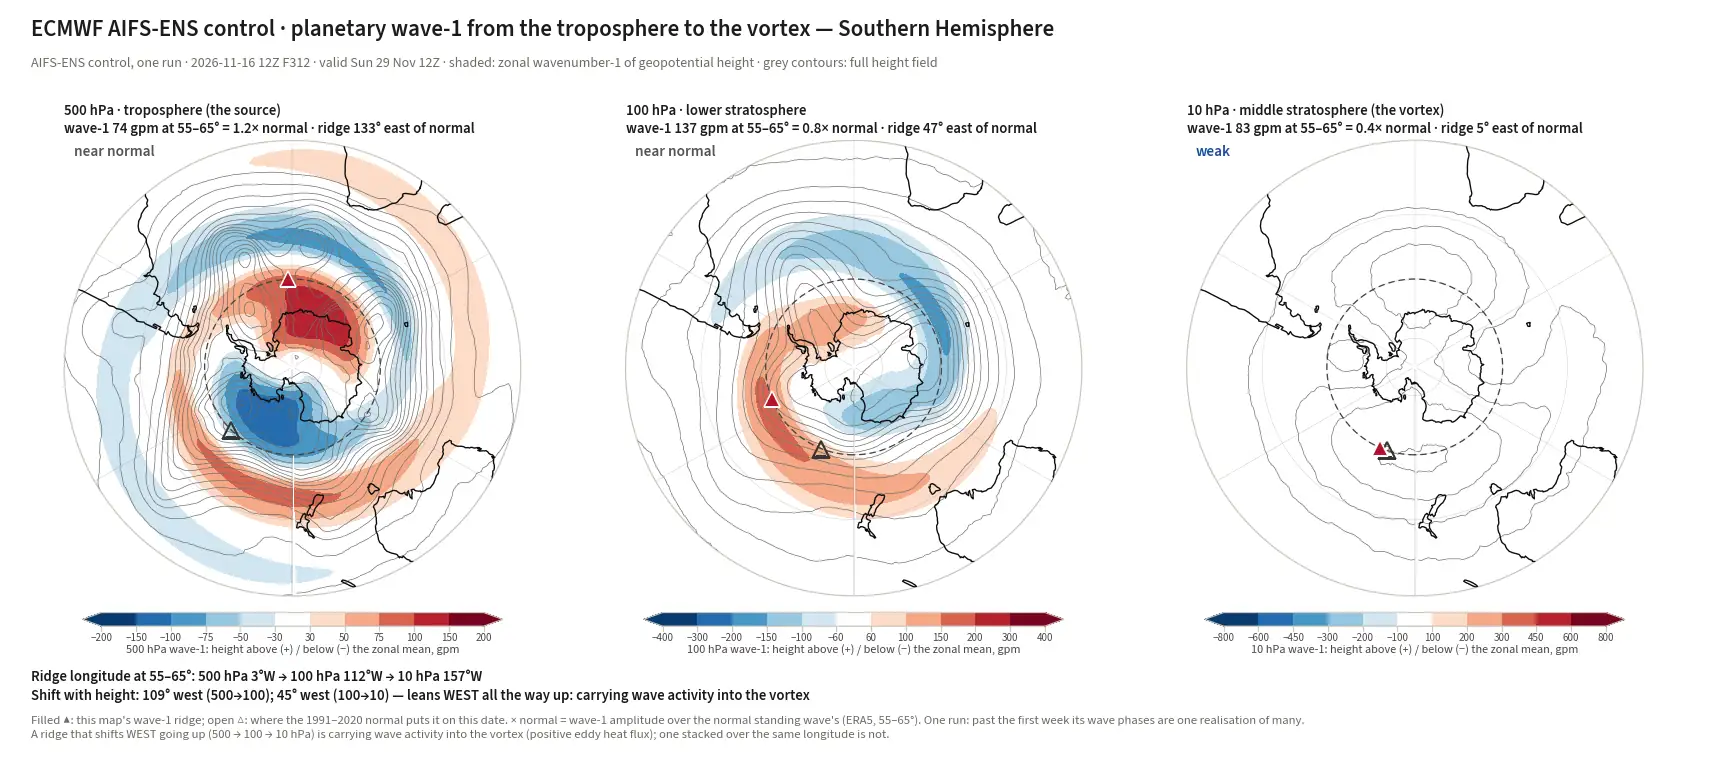 ECMWF AIFS-ENS control · planetary wave-1 from the troposphere to the vortex — Southern Hemisphere
AIFS-ENS control, one run · 2026-11-16 12Z F312 · valid Sun 29 Nov 12Z · shaded: zonal wavenumber-1 of geopotential height · grey contours: full height field
500 hPa · troposphere (the source)
wave-1 74 gpm at 55–65° = 1.2× normal · ridge 133° east of normal
near normal
100 hPa · lower stratosphere
wave-1 137 gpm at 55–65° = 0.8× normal · ridge 47° east of normal
near normal
10 hPa · middle stratosphere (the vortex)
wave-1 83 gpm at 55–65° = 0.4× normal · ridge 5° east of normal
weak
−200 −150 −100 −75 −50 −30 30 50 75 100 150 200
500 hPa wave-1: height above (+) / below (−) the zonal mean, gpm
−400 −300 −200 −150 −100 −60 60 100 150 200 300 400
100 hPa wave-1: height above (+) / below (−) the zonal mean, gpm
−800 −600 −450 −300 −200 −100 100 200 300 450 600 800
10 hPa wave-1: height above (+) / below (−) the zonal mean, gpm
Ridge longitude at 55–65°: 500 hPa 3°W → 100 hPa 112°W → 10 hPa 157°W
Shift with height: 109° west (500→100); 45° west (100→10) — leans WEST all the way up: carrying wave activity into the vortex
Filled ▲: this map's wave-1 ridge; open △: where the 1991–2020 normal puts it on this date. × normal = wave-1 amplitude over the normal standing wave's (ERA5, 55–65°). One run: past the first week its wave phases are one realisation of many.
A ridge that shifts WEST going up (500 → 100 → 10 hPa) is carrying wave activity into the vortex (positive eddy heat flux); one stacked over the same longitude is not.